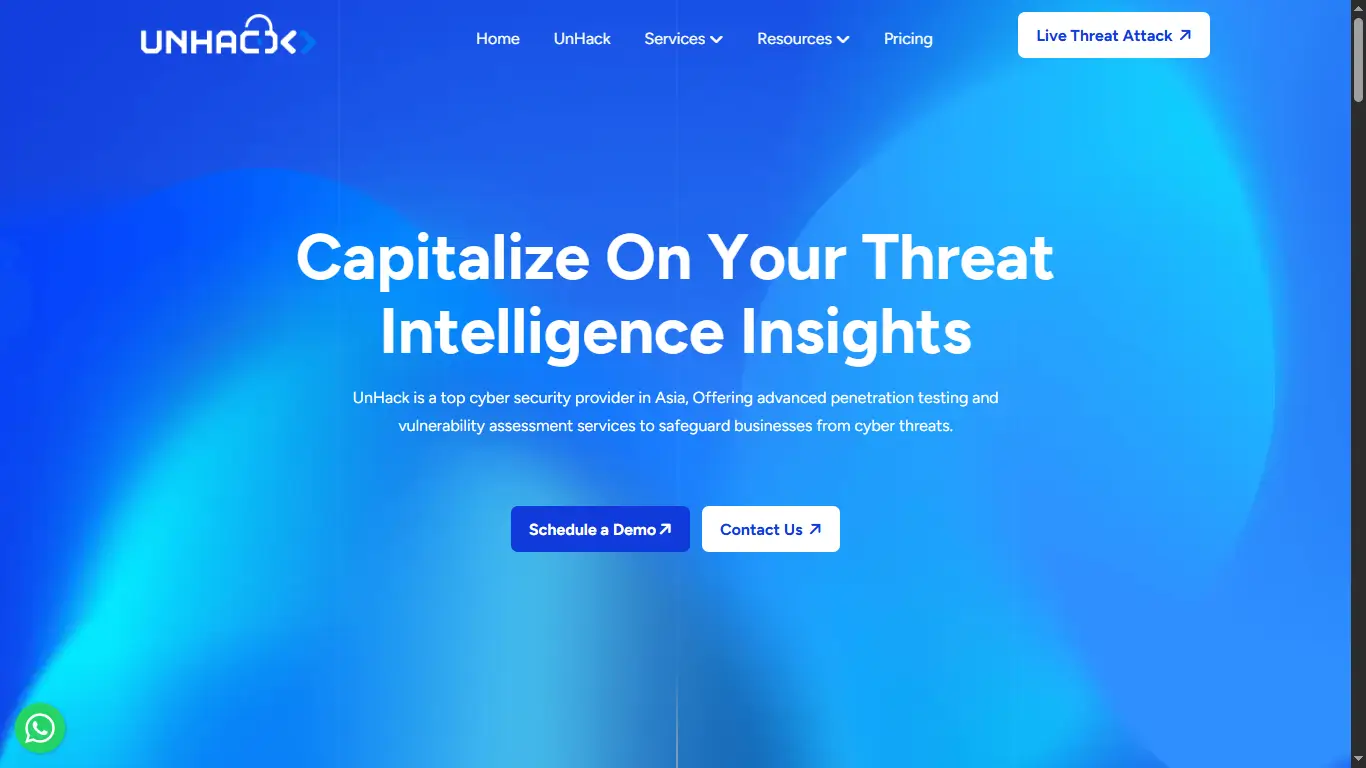 UNHACK
Home
UnHack
Services
Resources
Pricing
Live Threat Attack
Capitalize On Your Threat
Intelligence Insights
UnHack is a top cyber security provider in Asia, Offering advanced penetration testing and
vulnerability assessment services to safeguard businesses from cyber threats.
Schedule a Demo
Contact Us